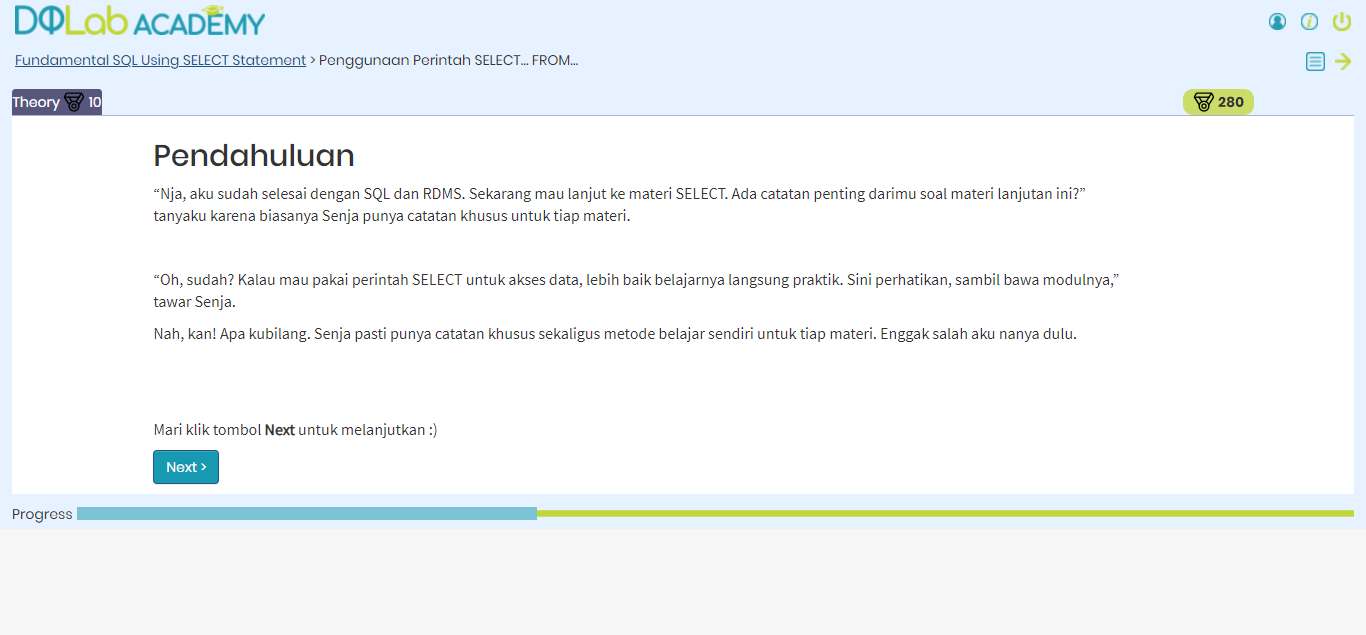 DQLab ACADEMY
Fundamental SQL Using SELECT Statement > Penggunaan Perintah SELECT... FROM...
Theory 10
280
Pendahuluan
“Nja, aku sudah selesai dengan SQL dan RDMS. Sekarang mau lanjut ke materi SELECT. Ada catatan penting darimu soal materi lanjutan ini?”
tanyaku karena biasanya Senja punya catatan khusus untuk tiap materi.
“Oh, sudah? Kalau mau pakai perintah SELECT untuk akses data, lebih baik belajarnya langsung praktik. Sini perhatikan, sambil bawa modulnya,”
tawar Senja.
Nah, kan! Apa kubilang. Senja pasti punya catatan khusus sekaligus metode belajar sendiri untuk tiap materi. Enggak salah aku nanya dulu.
Mari klik tombol Next untuk melanjutkan :)
Next >
Progress